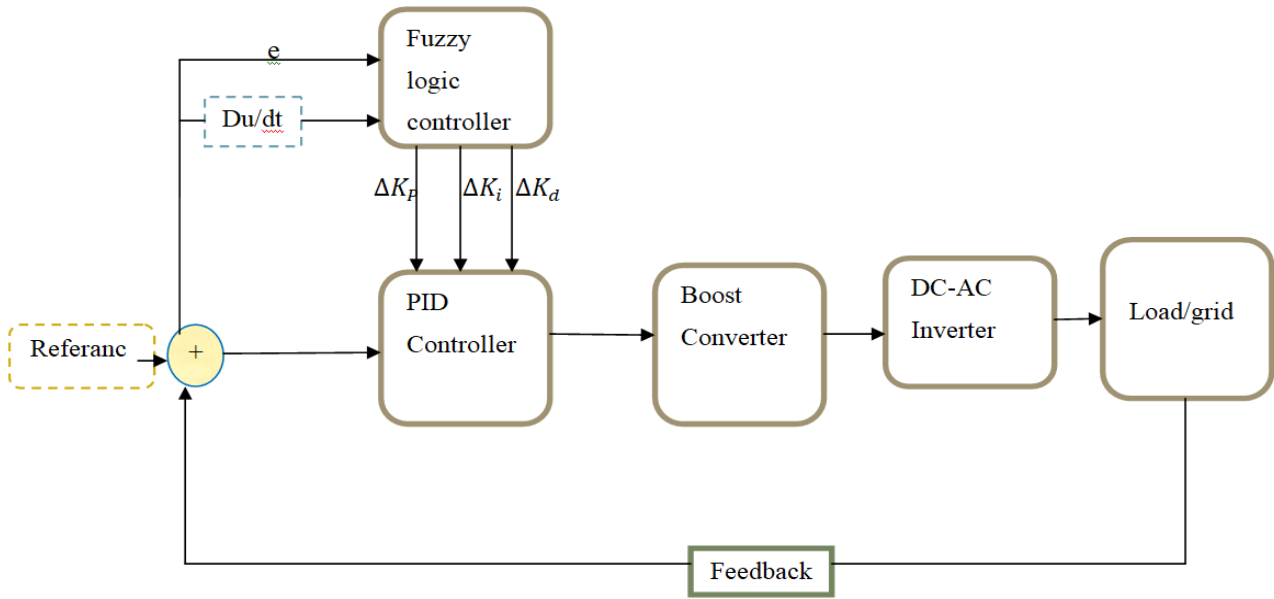 e
Fuzzy
logic
controller
Du/dt
ΔK_P
ΔK_i
ΔK_d
Referanc
+
PID
Controller
Boost
Converter
DC-AC
Inverter
Load/grid
Feedback